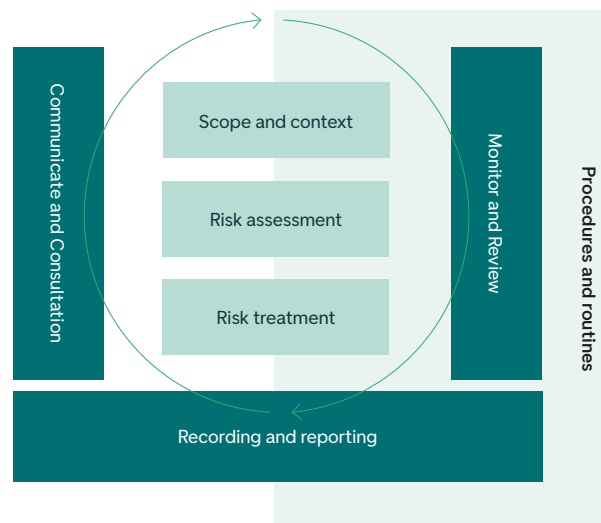 Communicate and Consultation
Scope and context
Risk assessment
Risk treatment
Monitor and Review
Procedures and routines
Recording and reporting